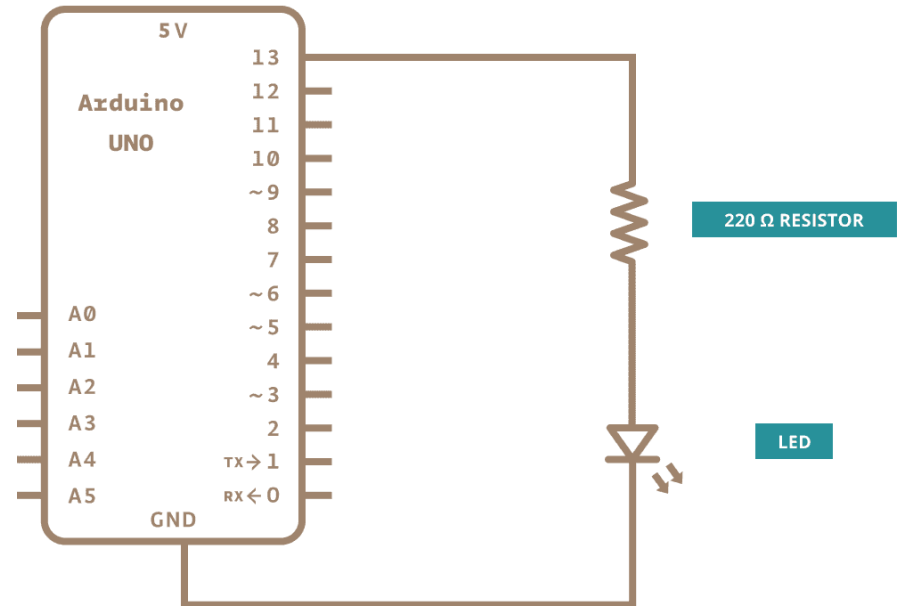 5V
Arduino
UNO
13
12
11
10
~9
8
7
~6
~5
4
~3
2
TX→1
RX←0
A0
A1
A2
A3
A4
A5
GND
220 Ω RESISTOR
LED